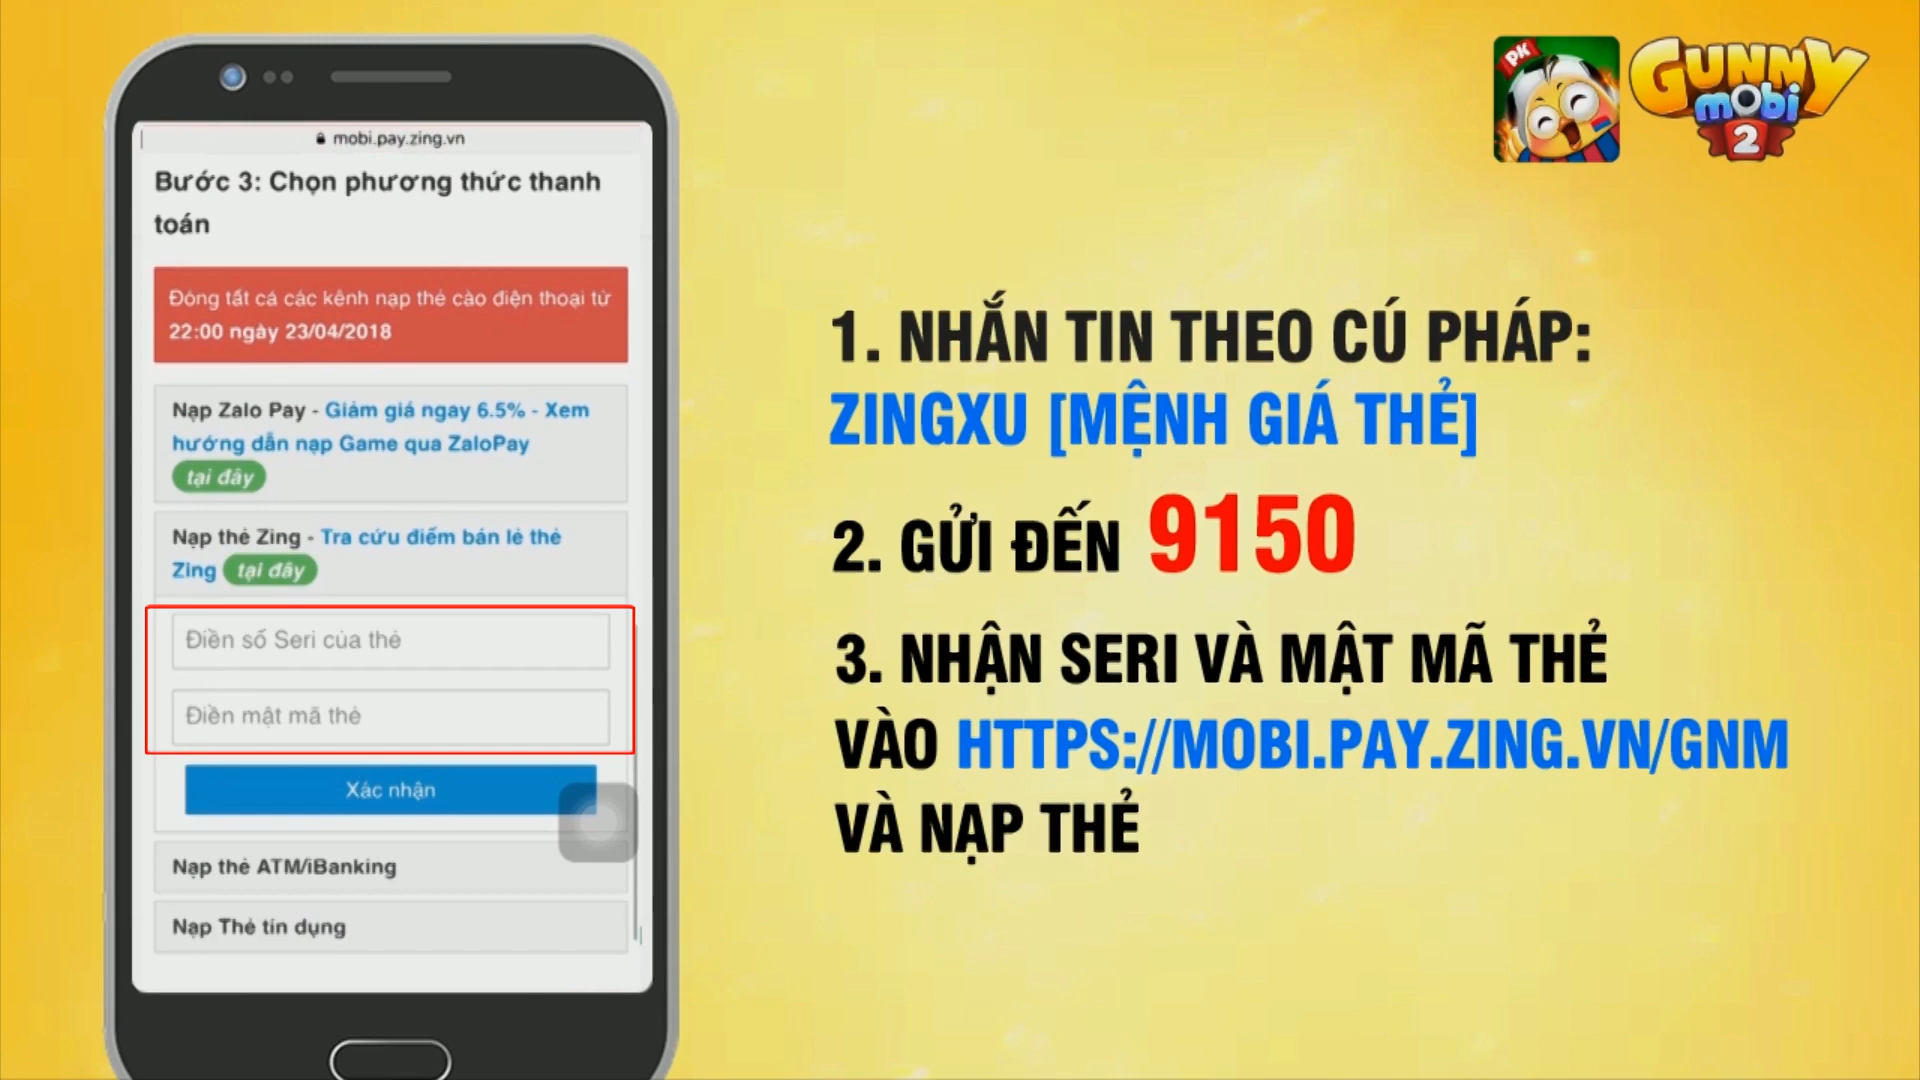 mobi.pay.zing.vn
Bước 3: Chọn phương thức thanh
toán
Đóng tất cả các kênh nạp thẻ cào điện thoại từ
22:00 ngày 23/04/2018
Nạp Zalo Pay - Giảm giá ngay 6.5% - Xem
hướng dẫn nạp Game qua ZaloPay
tại đây
Nạp thẻ Zing - Tra cứu điểm bán lẻ thẻ
Zing tại đây
Điền số Seri của thẻ
Điền mật mã thẻ
Xác nhận
Nạp thẻ ATM/iBanking
Nạp Thẻ tín dụng
PK
GUNNY
mobi
2
1. NHẮN TIN THEO CÚ PHÁP:
ZINGXU [MỆNH GIÁ THẺ]
2. GỬI ĐẾN 9150
3. NHẬN SERI VÀ MẬT MÃ THẺ
VÀO HTTPS://MOBI.PAY.ZING.VN/GNM
VÀ NẠP THẺ